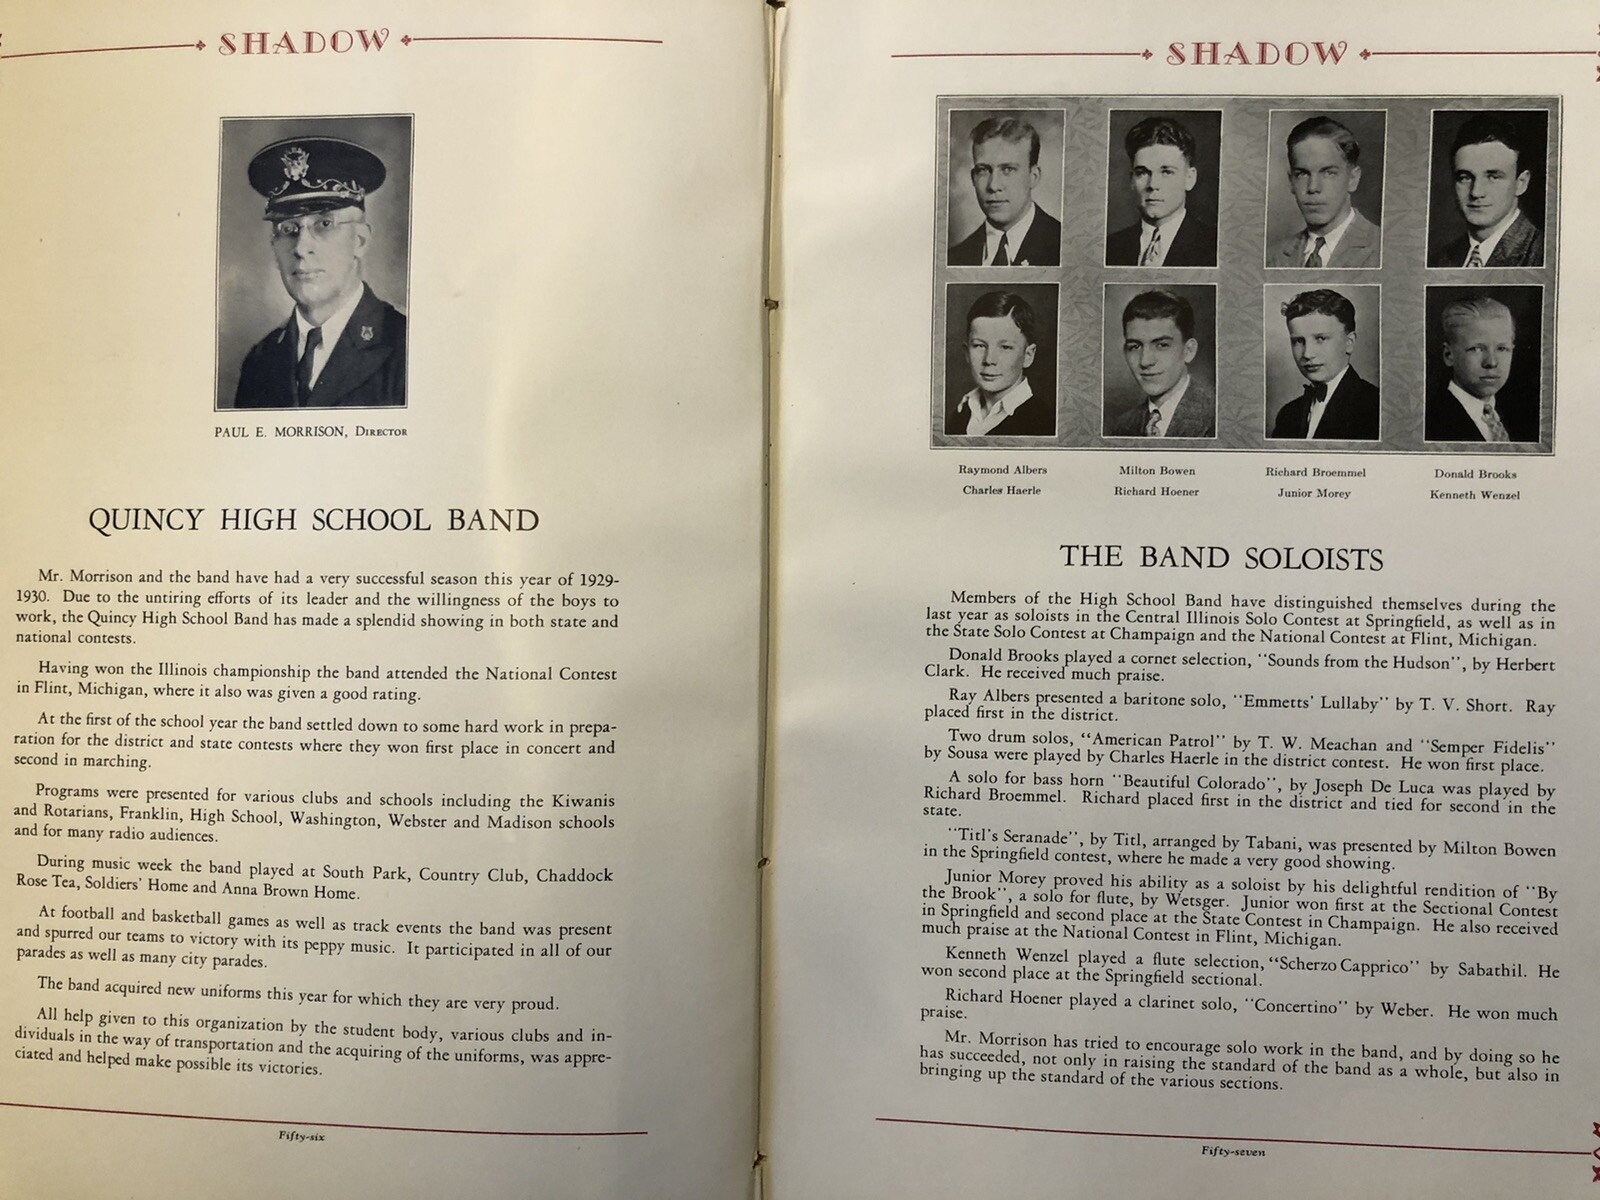 SHADOW
PAUL E. MORRISON, Director
QUINCY HIGH SCHOOL BAND
Mr. Morrison and the band have had a very successful season this year of 1929-
1930. Due to the untiring efforts of its leader and the willingness of the boys to
work, the Quincy High School Band has made a splendid showing in both state and
national contests.
Having won the Illinois championship the band attended the National Contest
in Flint, Michigan, where it also was given a good rating.
At the first of the school year the band settled down to some hard work in prepa-
ration for the district and state contests where they won first place in concert and
second in marching.
Programs were presented for various clubs and schools including the Kiwanis
and Rotarians, Franklin, High School, Washington, Webster and Madison schools
and for many radio audiences.
During music week the band played at South Park, Country Club, Chaddock
Rose Tea, Soldiers' Home and Anna Brown Home.
At football and basketball games as well as track events the band was present
and spurred our teams to victory with its peppy music. It participated in all of our
parades as well as many city parades.
The band acquired new uniforms this year for which they are very proud.
All help given to this organization by the student body, various clubs and in-
dividuals in the way of transportation and the acquiring of the uniforms, was appre-
ciated and helped make possible its victories.
Fifty-six
SHADOW
Raymond Albers Milton Bowen Richard Broemmel Donald Brooks
Charles Haerle Richard Hoener Junior Morey Kenneth Wenzel
THE BAND SOLOISTS
Members of the High School Band have distinguished themselves during the
last year as soloists in the Central Illinois Solo Contest at Springfield, as well as in
the State Solo Contest at Champaign and the National Contest at Flint, Michigan.
Donald Brooks played a cornet selection, "Sounds from the Hudson", by Herbert
Clark. He received much praise.
Ray Albers presented a baritone solo, "Emmetts' Lullaby" by T. V. Short. Ray
placed first in the district.
Two drum solos, "American Patrol" by T. W. Meachan and "Semper Fidelis"
by Sousa were played by Charles Haerle in the district contest. He won first place.
A solo for bass horn "Beautiful Colorado", by Joseph De Luca was played by
Richard Broemmel. Richard placed first in the district and tied for second in the
state.
"Titl's Seranade", by Titl, arranged by Tabani, was presented by Milton Bowen
in the Springfield contest, where he made a very good showing.
Junior Morey proved his ability as a soloist by his delightful rendition of "By
the Brook", a solo for flute, by Wetsger. Junior won first at the Sectional Contest
in Springfield and second place at the State Contest in Champaign. He also received
much praise at the National Contest in Flint, Michigan.
Kenneth Wenzel played a flute selection, "Scherzo Capprico" by Sabathil. He
won second place at the Springfield sectional.
Richard Hoener played a clarinet solo, "Concertino" by Weber. He won much
praise.
Mr. Morrison has tried to encourage solo work in the band, and by doing so he
has succeeded, not only in raising the standard of the band as a whole, but also in
bringing up the standard of the various sections.
Fifty-seven